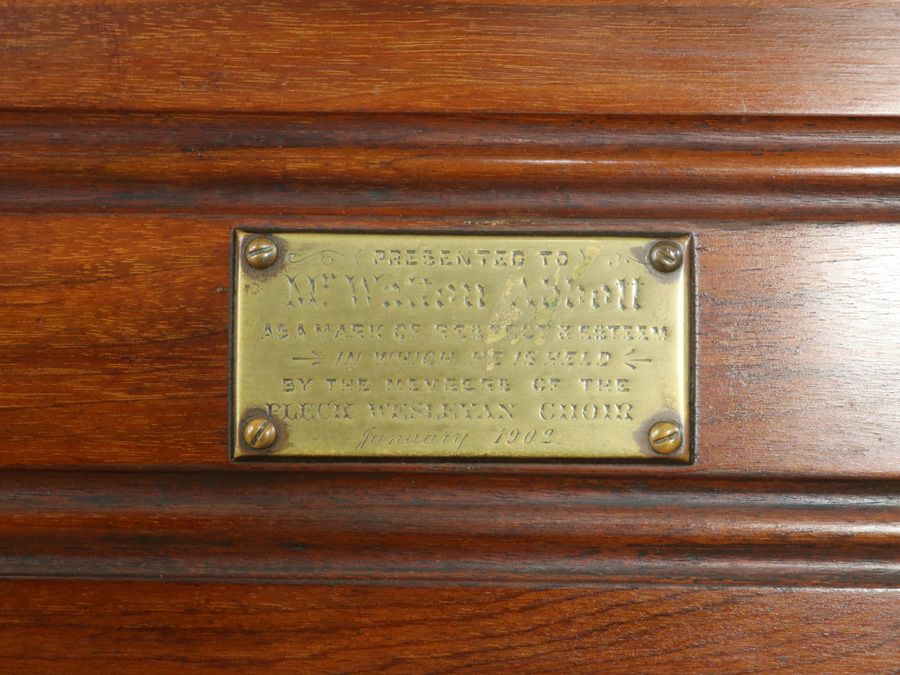 PRESENTED TO
Mr Walton Abbott
AS A MARK OF RESPECT & ESTEEM
IN WHICH HE IS HELD
BY THE MEMBERS OF THE
PLECK WESLEYAN CHOIR
January 1902.